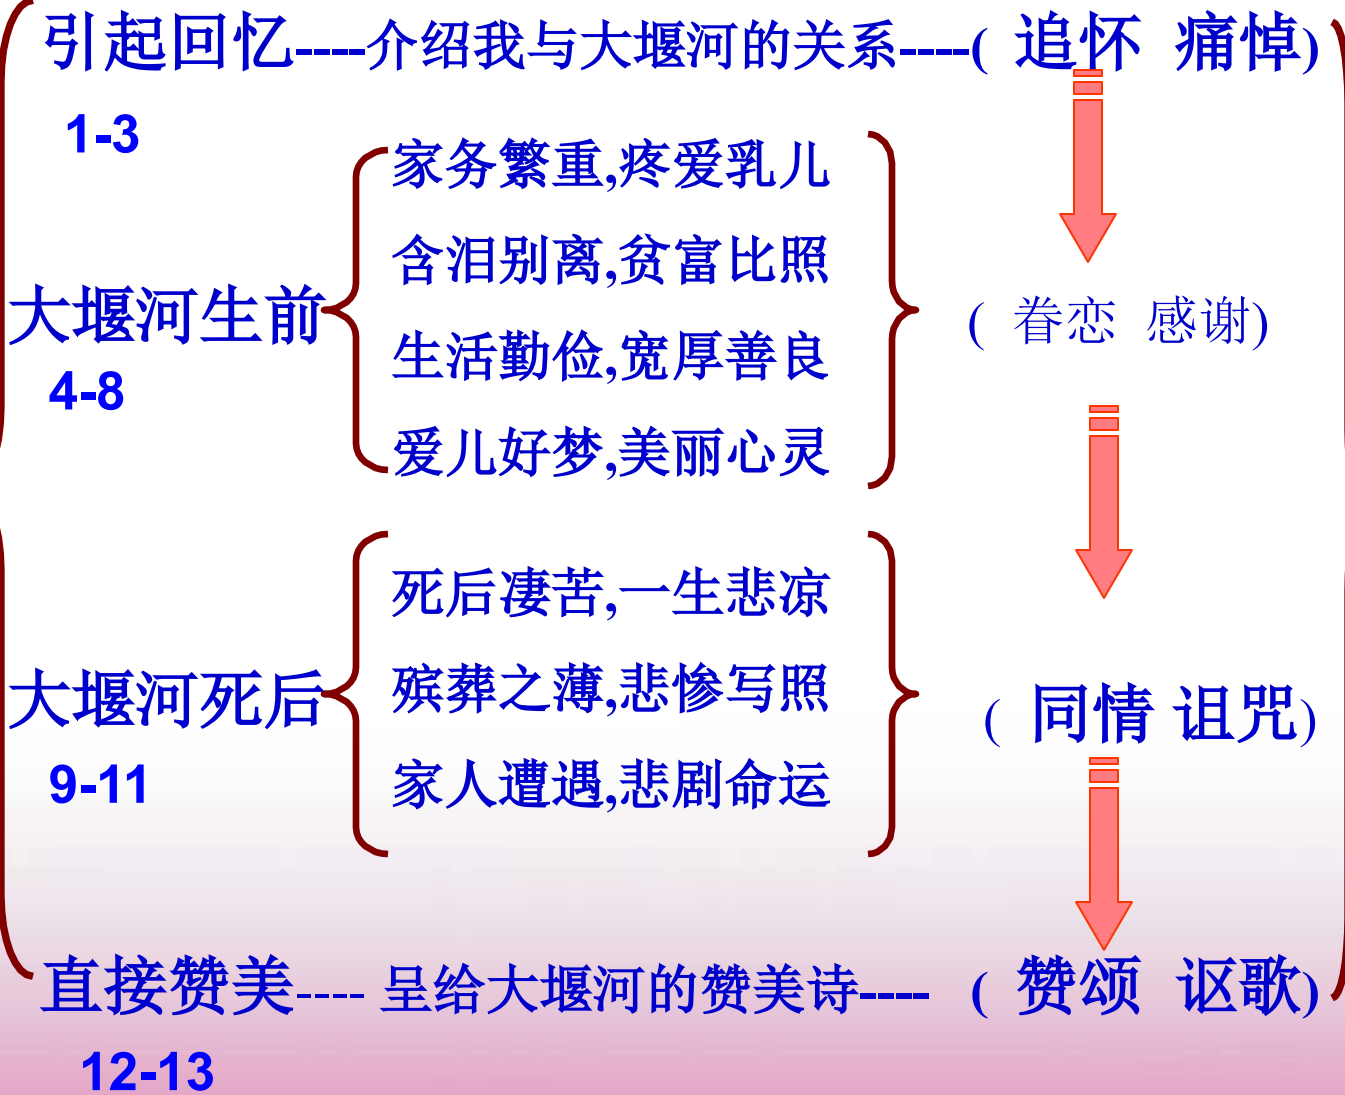 引起回忆----介绍我与大堰河的关系----( 追怀 痛悼)
1-3
家务繁重,疼爱乳儿
含泪别离,贫富比照
大堰河生前
( 眷恋 感谢)
生活勤俭,宽厚善良
4-8
爱儿好梦,美丽心灵
死后凄苦,一生悲凉
大堰河死后
殡葬之薄,悲惨写照
( 同情 诅咒)
9-11
家人遭遇,悲剧命运
直接赞美---- 呈给大堰河的赞美诗---- ( 赞颂 讴歌)
12-13